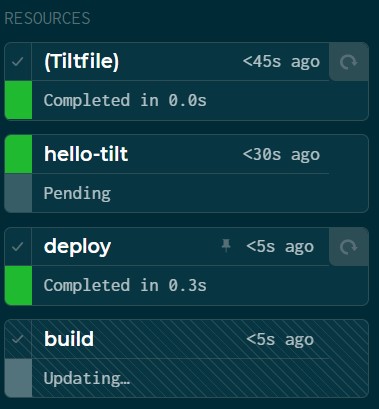 RESOURCES
(Tiltfile) <45s ago
Completed in 0.0s
hello-tilt <30s ago
Pending
deploy <5s ago
Completed in 0.3s
build <5s ago
Updating…